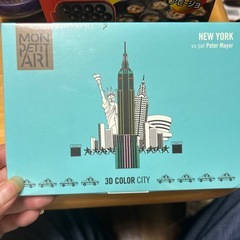 MON
PETIT
ART
NEW YORK
vu par Peter Mayer
3D COLOR CITY